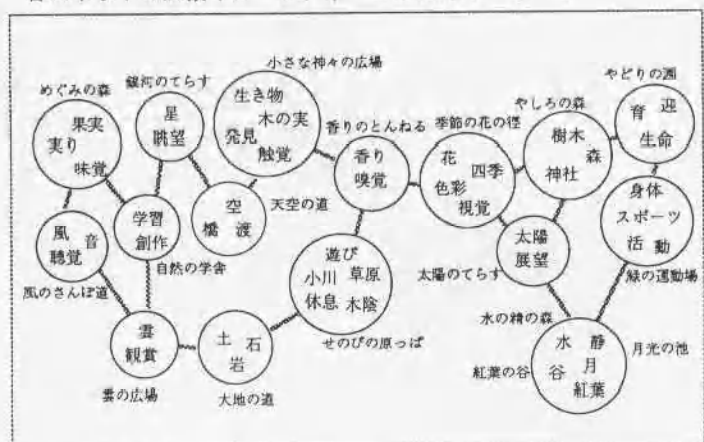 小さな神々の広場
めぐみの森
銀河のてらす
やどりの
やしろの森
果実
実り
味覚
星
眺望
生き物
木の実
発見
触覚
香りのとんねる
香り
嗅覚
季節の花の径
花
四季
色彩
視覚
樹木
森
神社
育 迎
生命
風 音
聴覚
風のさんぽ道
学習
創作
自然の学舎
空
橋 渡
天空の道
遊び
小川 草原
休息 木陰
せのびの原っぱ
太陽
展望
太陽のてらす
身体
スポーツ
活 動
緑の運動場
雲
観賞
雲の広場
土 石
岩
大地の道
水の精の森
水 静
谷 月
紅葉
紅葉の谷
月光の池